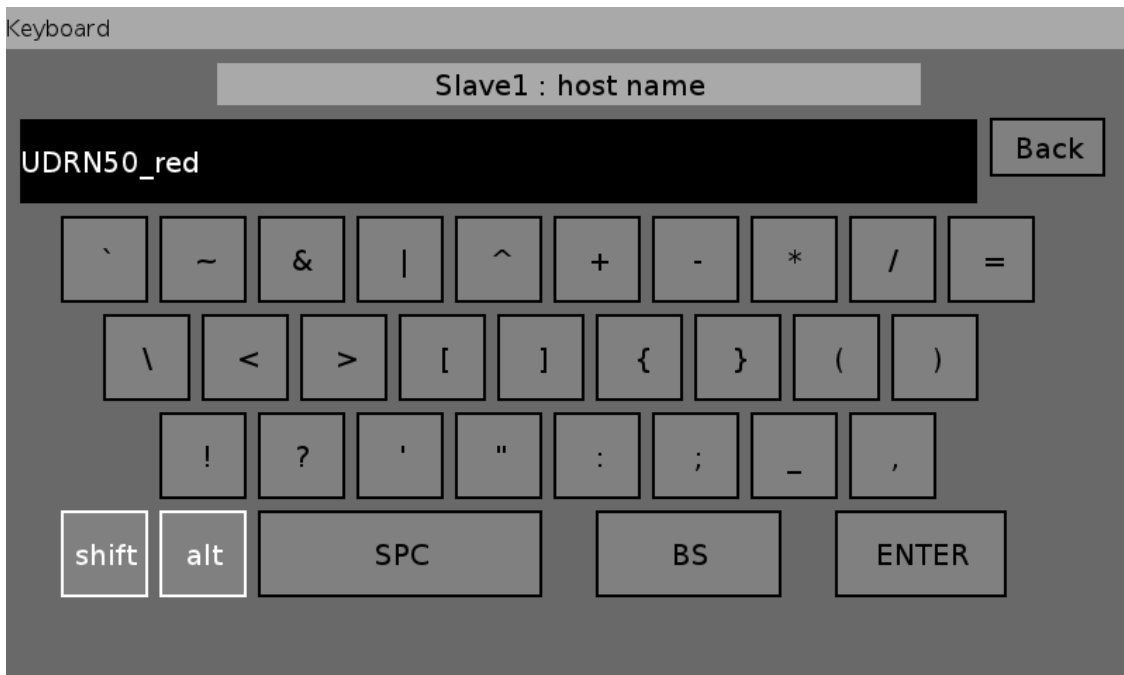 Keyboard
Slave1 : host name
UDRN50_red
Back
` ~ & | ^ + - * / =
\ < > [ ] { } ( )
! ? ' " : ; _ ,
shift alt SPC BS ENTER